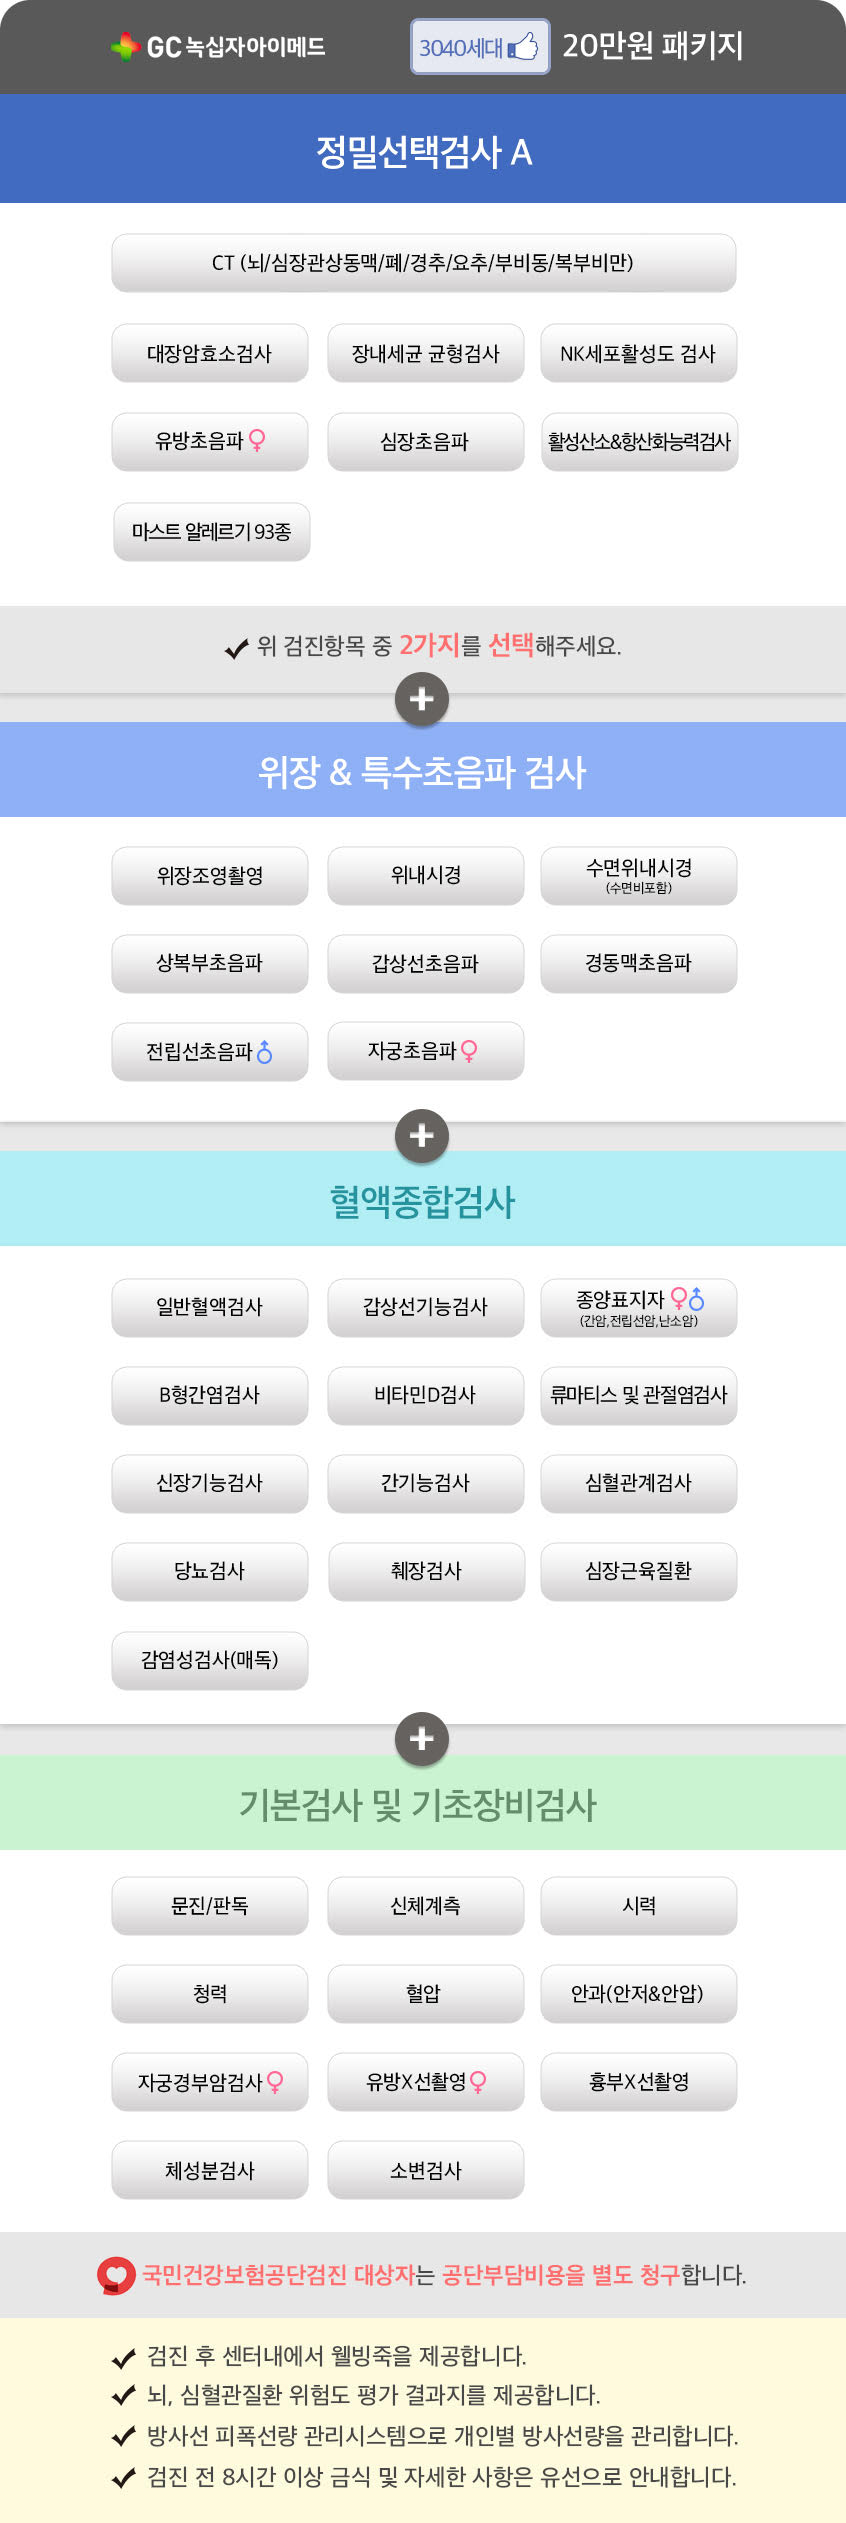 GC 녹십자아이메드
3040세대
20만원 패키지
정밀선택검사 A
CT (뇌/심장관상동맥/폐/경추/요추/부비동/복부비만)
대장암효소검사
장내세균 균형검사
NK세포활성도 검사
유방초음파♀
심장초음파
활성산소&항산화능력검사
마스트 알레르기 93종
위 검진항목 중 2가지를 선택해주세요.
+
위장 & 특수초음파 검사
위장조영촬영
위내시경
수면위내시경
(수면비포함)
상복부초음파
갑상선초음파
경동맥초음파
전립선초음파♂
자궁초음파♀
+
혈액종합검사
일반혈액검사
갑상선기능검사
종양표지자 ♀♂
(간암,전립선암,난소암)
B형간염검사
비타민D검사
류마티스 및 관절염검사
신장기능검사
간기능검사
심혈관계검사
당뇨검사
췌장검사
심장근육질환
감염성검사(매독)
+
기본검사 및 기초장비검사
문진/판독
신체계측
시력
청력
혈압
안과(안저&안압)
자궁경부암검사♀
유방X선촬영♀
흉부X선촬영
체성분검사
소변검사
국민건강보험공단검진 대상자는 공단부담비용을 별도 청구합니다.
검진 후 센터내에서 웰빙죽을 제공합니다.
뇌, 심혈관질환 위험도 평가 결과지를 제공합니다.
방사선 피폭선량 관리시스템으로 개인별 방사선량을 관리합니다.
검진 전 8시간 이상 금식 및 자세한 사항은 유선으로 안내합니다.